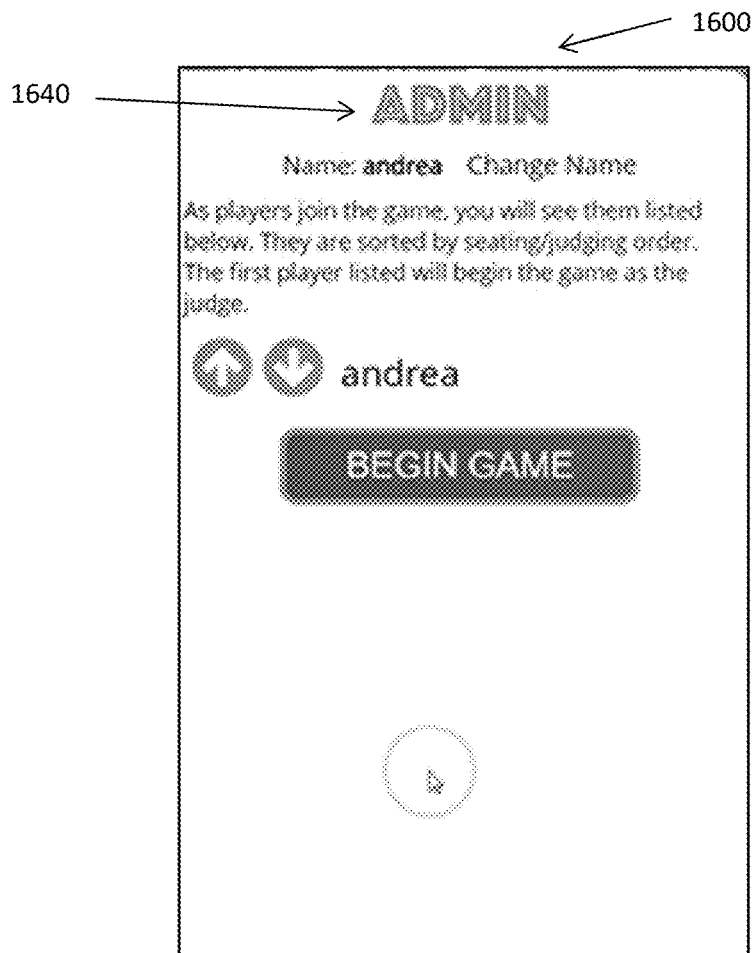 1600
1640
ADMIN
Name: andrea Change Name
As players join the game, you will see them listed
below. They are sorted by seating/judging order.
The first player listed will begin the game as the
judge.
andrea
BEGIN GAME